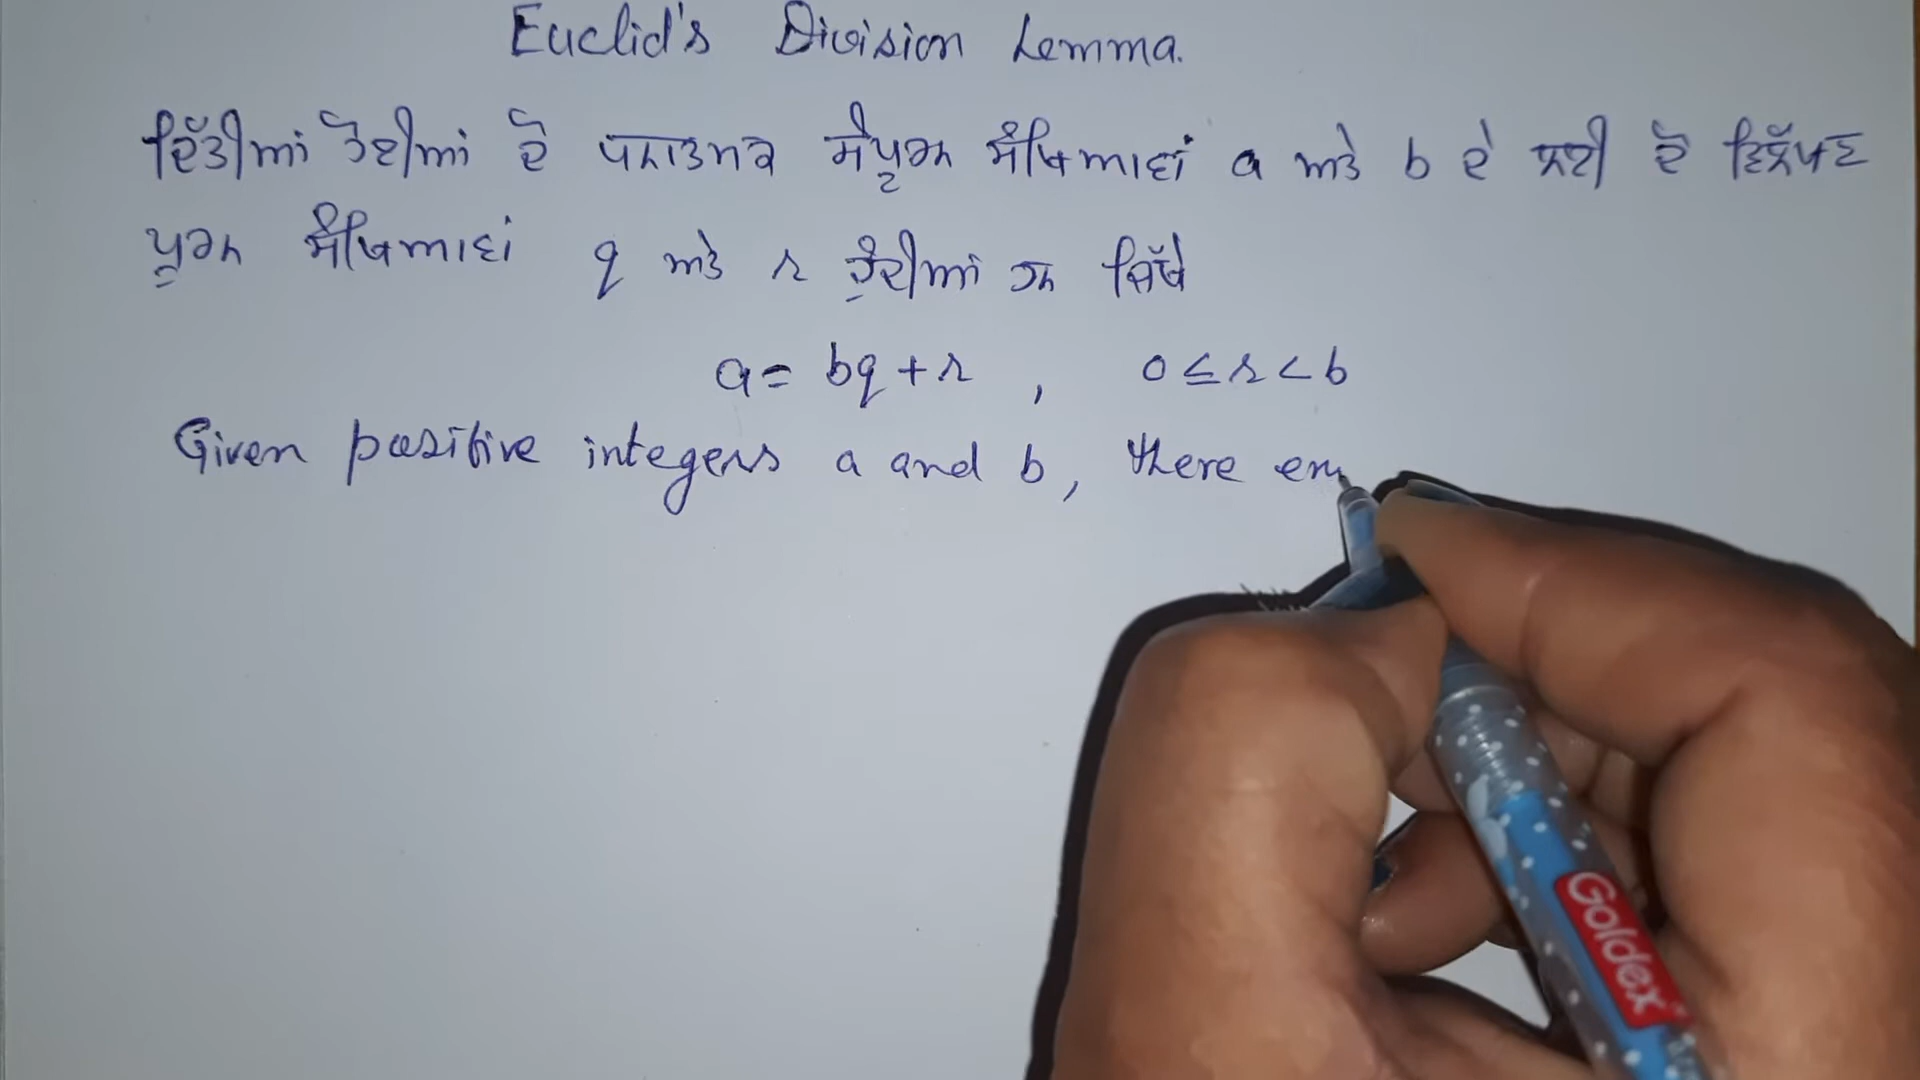 Euclid's Division Lemma.
ਦਿੱਤੀਆਂ ਹੋਈਆਂ ਦੋ ਧਨਾਤਮਕ ਸੰਪੂਰਨ ਸੰਖਿਆਵਾਂ a ਅਤੇ b ਦੇ ਲਈ ਦੋ ਵਿਲੱਖਣ
ਪੂਰਨ ਸੰਖਿਆਵਾਂ q ਅਤੇ r ਹੁੰਦੀਆਂ ਹਨ ਜਿੱਥੇ
a = bq + r , 0 ≤ r < b
Given positive integers a and b, there
Goldex